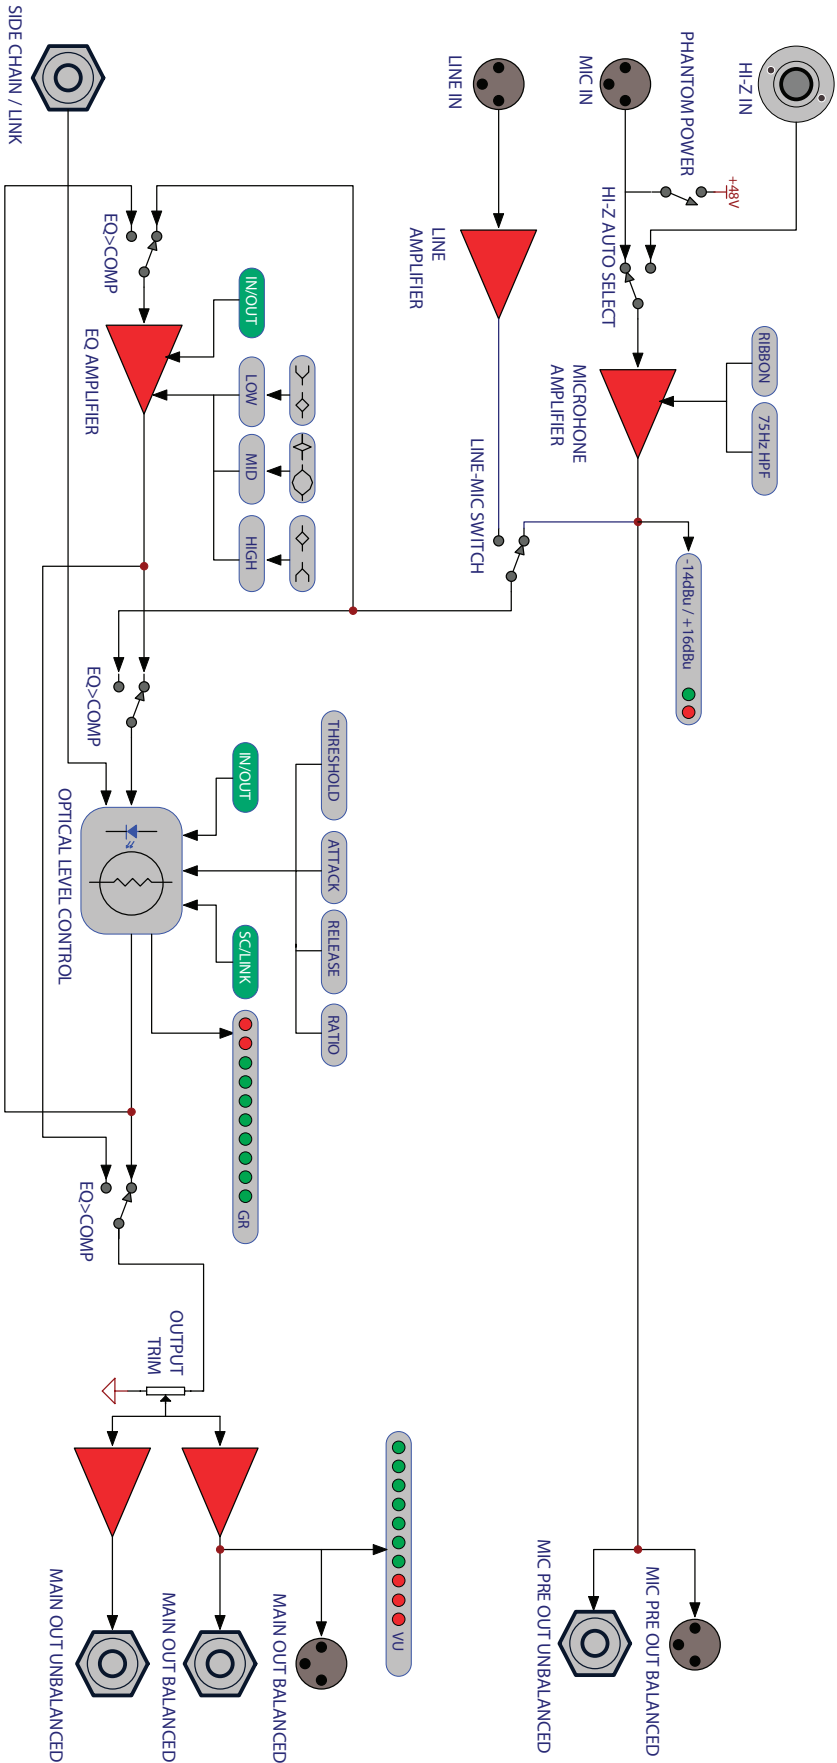 HI-Z IN
PHANTOM POWER
+48V
MIC IN
HI-Z AUTO SELECT
RIBBON
75Hz HPF
MICROHONE
AMPLIFIER
-14dBu / +16dBu
MIC PRE OUT BALANCED
MIC PRE OUT UNBALANCED
LINE IN
LINE
AMPLIFIER
LINE-MIC SWITCH
THRESHOLD
ATTACK
RELEASE
RATIO
VU
IN/OUT
LOW
MID
HIGH
IN/OUT
SC/LINK
GR
MAIN OUT BALANCED
EQ>COMP
EQ AMPLIFIER
EQ>COMP
OPTICAL LEVEL CONTROL
EQ>COMP
OUTPUT
TRIM
MAIN OUT BALANCED
MAIN OUT UNBALANCED
SIDE CHAIN / LINK